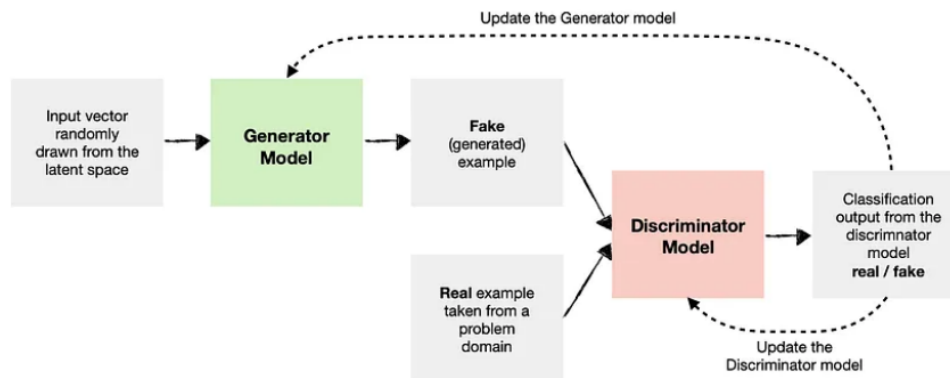 Update the Generator model
Input vector
randomly
drawn from the
latent space
Generator
Model
Fake
(generated)
example
Discriminator
Model
Classification
output from the
discrimnator
model
real / fake
Real example
taken from a
problem
domain
Update the
Discriminator model